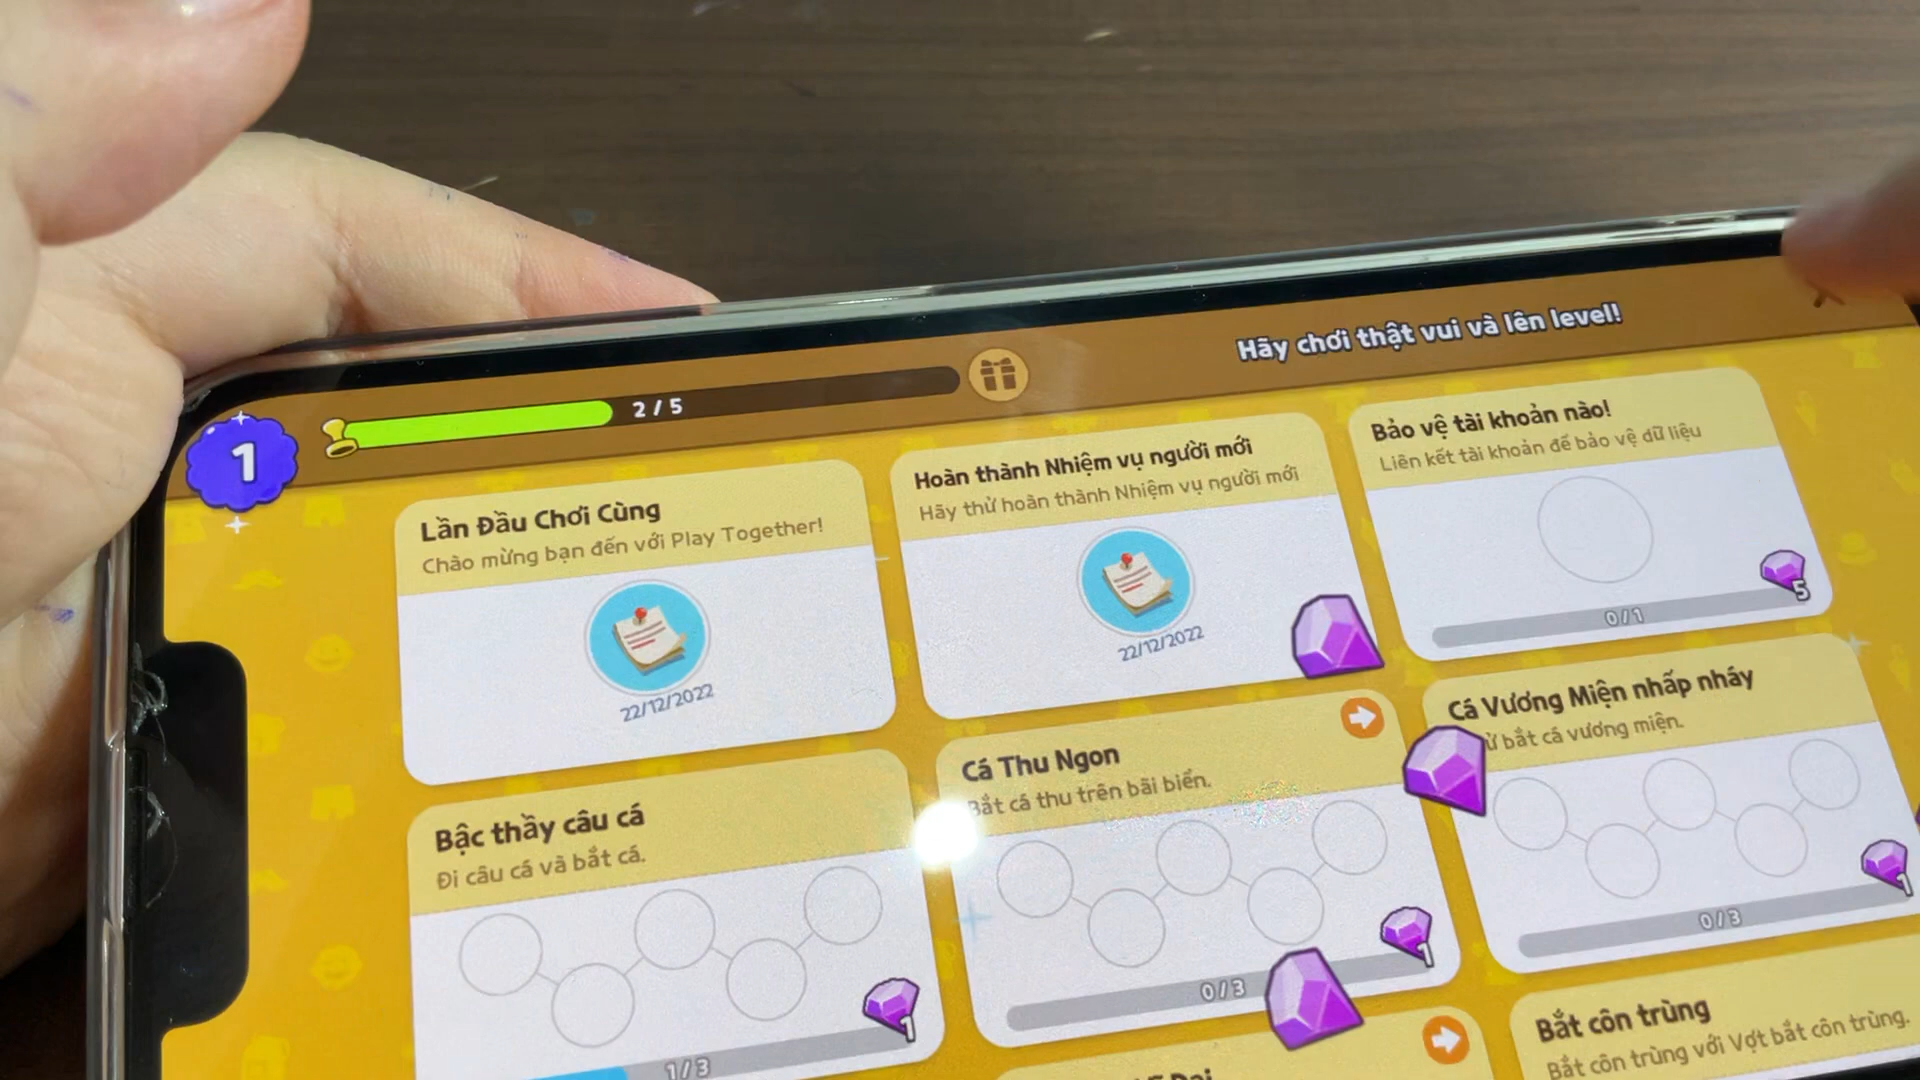 Hãy chơi thật vui và lên level!
1
2 / 5
Lần Đầu Chơi Cùng
Chào mừng bạn đến với Play Together!
22/12/2022
Hoàn thành Nhiệm vụ người mới
Hãy thử hoàn thành Nhiệm vụ người mới
22/12/2022
Bảo vệ tài khoản nào!
Liên kết tài khoản để bảo vệ dữ liệu
5
0/1
Bậc thầy câu cá
Đi câu cá và bắt cá.
1
1/3
Cá Thu Ngon
Bắt cá thu trên bãi biển.
1
0/3
Cá Vương Miện nhấp nháy
bắt cá vương miện.
1
0/3
Bắt côn trùng
Bắt côn trùng với Vợt bắt côn trùng.